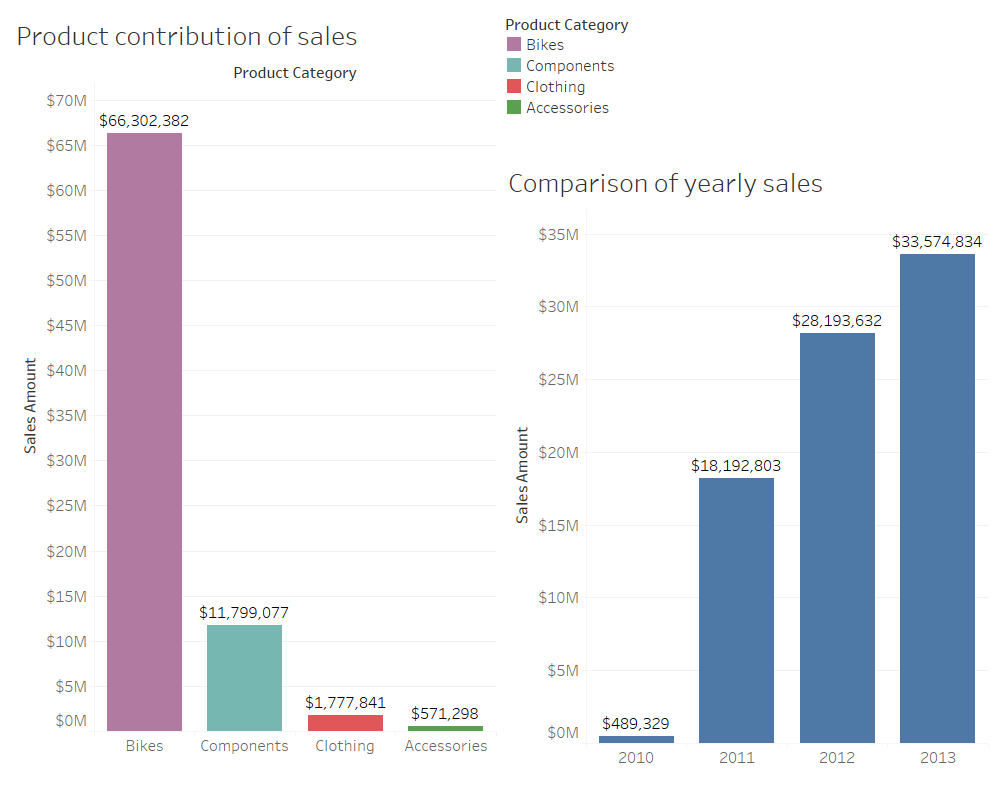 Product contribution of sales
Product Category
$70M
$65M
$60M
$55M
$50M
$45M
$40M
$35M
$30M
$25M
$20M
$15M
$10M
$5M
$0M
Sales Amount
$66,302,382
$11,799,077
$1,777,841
$571,298
Bikes
Components
Clothing
Accessories
Product Category
Bikes
Components
Clothing
Accessories
Comparison of yearly sales
$35M
$30M
$25M
$20M
$15M
$10M
$5M
$0M
Sales Amount
$489,329
$18,192,803
$28,193,632
$33,574,834
2010
2011
2012
2013